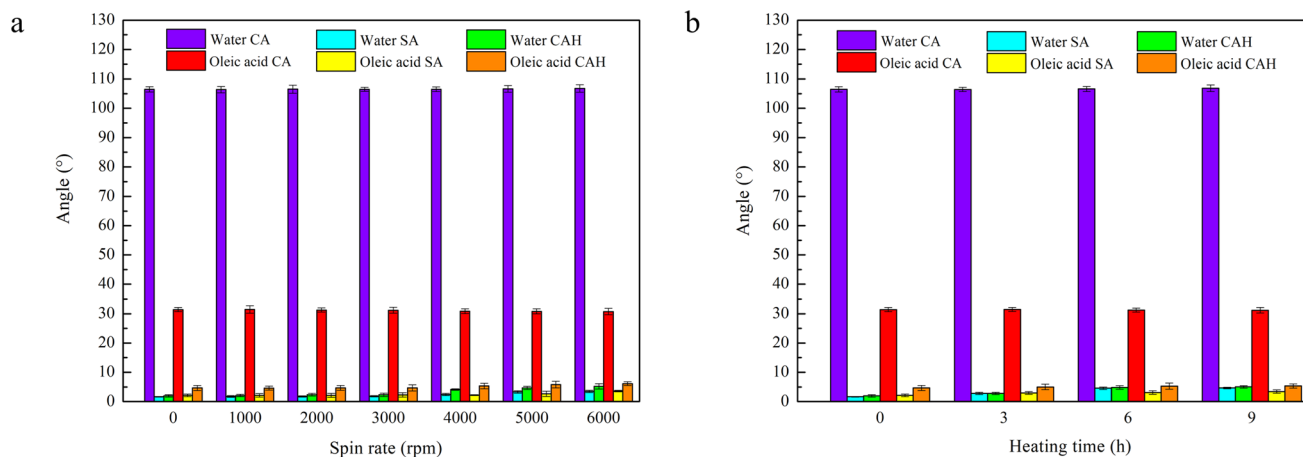 a
130
120
110
100
90
80
70
60
50
40
30
20
10
0
Angle (°)
Water CA Water SA Water CAH
Oleic acid CA Oleic acid SA Oleic acid CAH
0 1000 2000 3000 4000 5000 6000
Spin rate (rpm)
b
130
120
110
100
90
80
70
60
50
40
30
20
10
0
Angle (°)
Water CA Water SA Water CAH
Oleic acid CA Oleic acid SA Oleic acid CAH
0 3 6 9
Heating time (h)